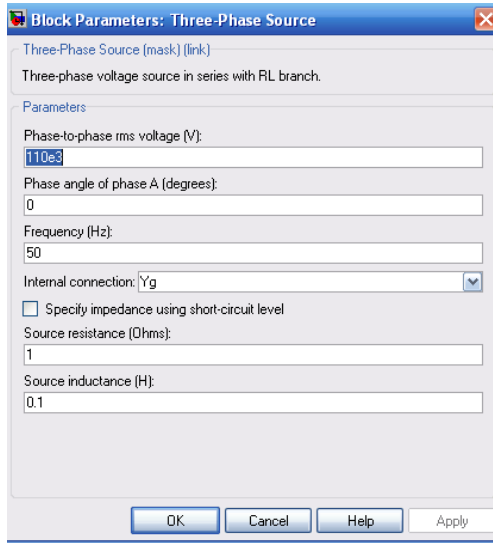 Block Parameters: Three-Phase Source
Three-Phase Source (mask) (link)
Three-phase voltage source in series with RL branch.
Parameters
Phase-to-phase rms voltage (V):
110e3
Phase angle of phase A (degrees):
0
Frequency (Hz):
50
Internal connection: Yg
Specify impedance using short-circuit level
Source resistance (Ohms):
1
Source inductance (H):
0.1
OK Cancel Help Apply